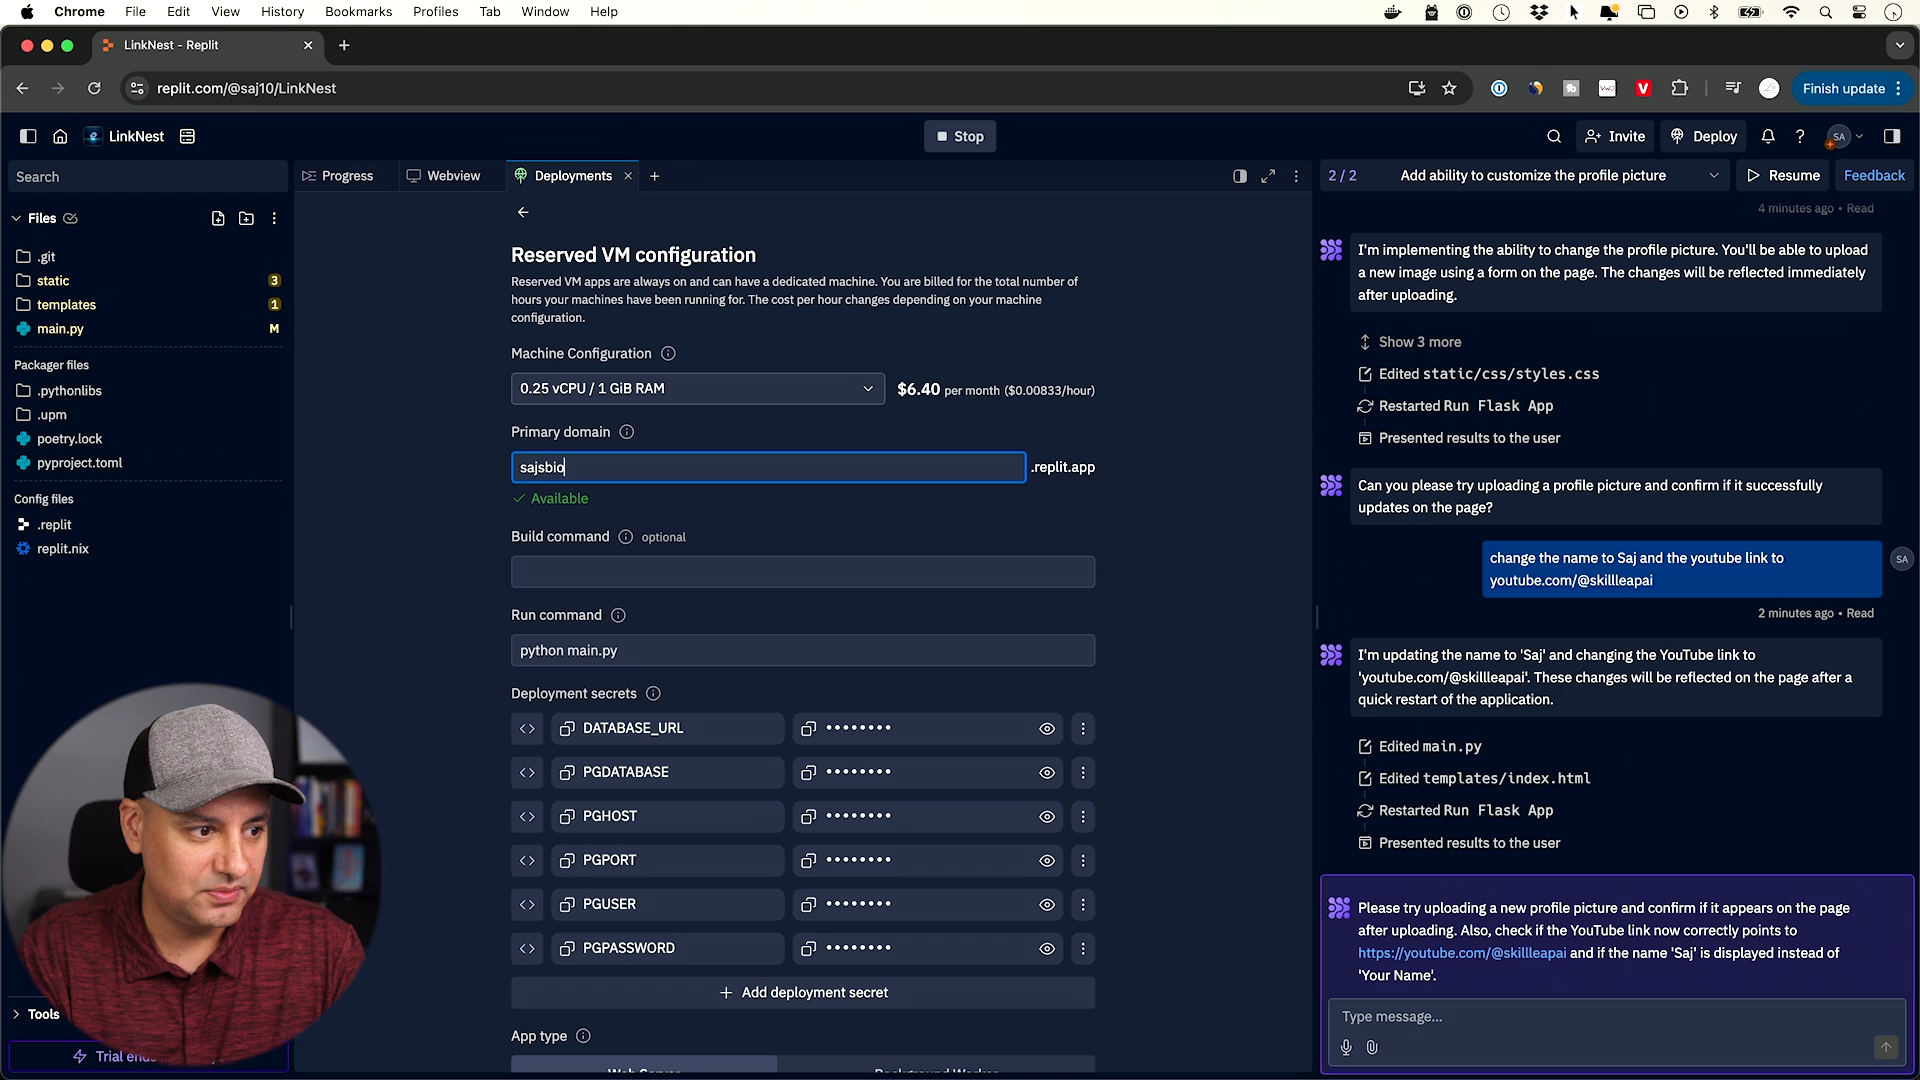 Chrome File Edit View History Bookmarks Profiles Tab Window Help
LinkNest - Replit
replit.com/@saj10/LinkNest
Finish update
LinkNest
Stop
Invite
Deploy
SA
Search
Progress
Webview
Deployments
2 / 2
Add ability to customize the profile picture
Resume
Feedback
Files
.git
static 3
templates 1
main.py M
Packager files
.pythonlibs
.upm
poetry.lock
pyproject.toml
Config files
.replit
replit.nix
Tools
Trial ends
Reserved VM configuration
Reserved VM apps are always on and can have a dedicated machine. You are billed for the total number of
hours your machines have been running for. The cost per hour changes depending on your machine
configuration.
Machine Configuration
0.25 vCPU / 1 GiB RAM
$6.40 per month ($0.00833/hour)
Primary domain
sajsbio .replit.app
Available
Build command optional
Run command
python main.py
Deployment secrets
DATABASE_URL ••••••••
PGDATABASE ••••••••
PGHOST ••••••••
PGPORT ••••••••
PGUSER ••••••••
PGPASSWORD ••••••••
Add deployment secret
App type
Web Server Background Worker
4 minutes ago • Read
I'm implementing the ability to change the profile picture. You'll be able to upload
a new image using a form on the page. The changes will be reflected immediately
after uploading.
Show 3 more
Edited static/css/styles.css
Restarted Run Flask App
Presented results to the user
Can you please try uploading a profile picture and confirm if it successfully
updates on the page?
change the name to Saj and the youtube link to
youtube.com/@skillleapai
SA
2 minutes ago • Read
I'm updating the name to 'Saj' and changing the YouTube link to
'youtube.com/@skillleapai'. These changes will be reflected on the page after a
quick restart of the application.
Edited main.py
Edited templates/index.html
Restarted Run Flask App
Presented results to the user
Please try uploading a new profile picture and confirm if it appears on the page
after uploading. Also, check if the YouTube link now correctly points to
https://youtube.com/@skillleapai and if the name 'Saj' is displayed instead of
'Your Name'.
Type message...